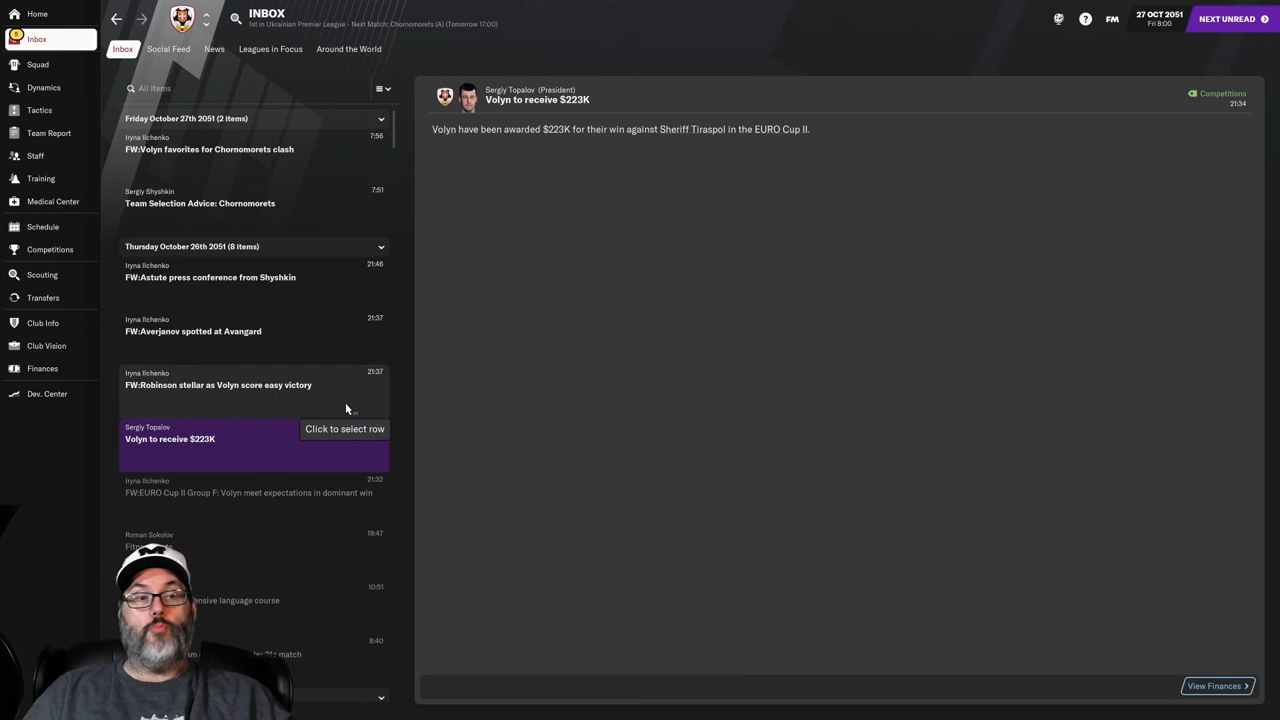 Home
Inbox
5
Squad
Dynamics
Tactics
Team Report
Staff
Training
Medical Center
Schedule
Competitions
Scouting
Transfers
Club Info
Club Vision
Finances
Dev. Center
INBOX
1st in Ukrainian Premier League - Next Match: Chornomorets (A) (Tomorrow 17:00)
FM
27 OCT 2051
Fri 8:00
NEXT UNREAD
Inbox
Social Feed
News
Leagues in Focus
Around the World
All Items
Friday October 27th 2051 (2 items)
Iryna Ilchenko
7:56
FW:Volyn favorites for Chornomorets clash
Sergiy Shyshkin
7:51
Team Selection Advice: Chornomorets
Thursday October 26th 2051 (8 items)
Iryna Ilchenko
21:46
FW:Astute press conference from Shyshkin
Iryna Ilchenko
21:37
FW:Averjanov spotted at Avangard
Iryna Ilchenko
21:37
FW:Robinson stellar as Volyn score easy victory
Sergiy Topalov
Click to select row
Volyn to receive $223K
Iryna Ilchenko
21:32
FW:EURO Cup II Group F: Volyn meet expectations in dominant win
Roman Sokolov
19:47
10:51
ensive language course
8:40
match
Sergiy Topalov (President)
Volyn to receive $223K
Competitions
21:34
Volyn have been awarded $223K for their win against Sheriff Tiraspol in the EURO Cup II.
View Finances